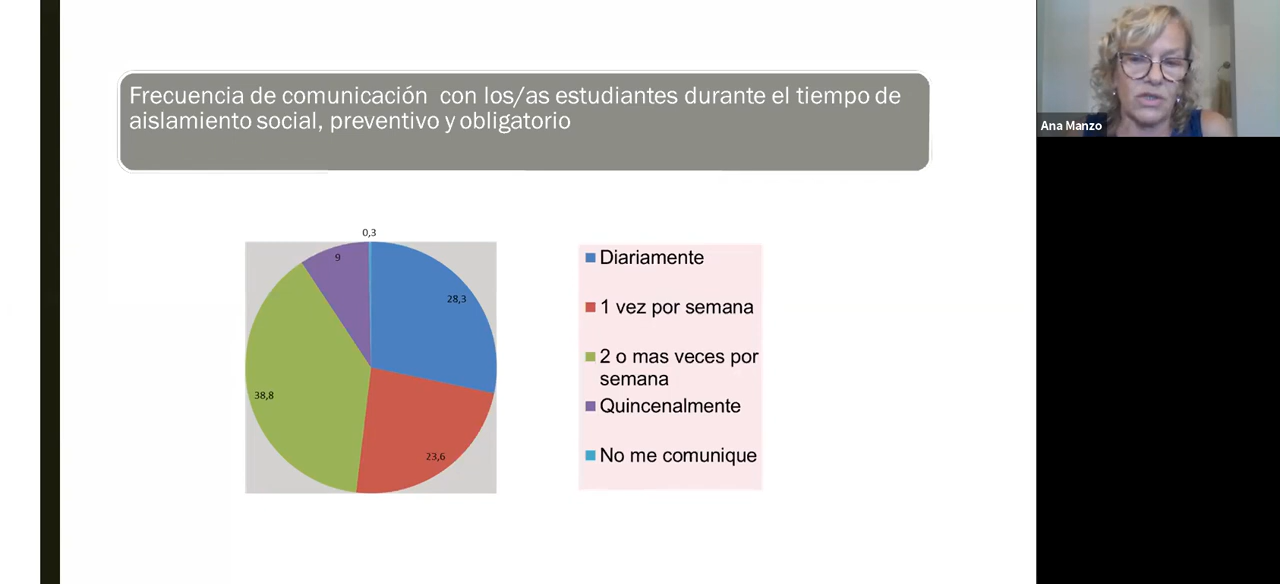 Frecuencia de comunicación con los/as estudiantes durante el tiempo de
aislamiento social, preventivo y obligatorio
Ana Manzo
0,3
9
28,3
38,8
23,6
Diariamente
1 vez por semana
2 o mas veces por
semana
Quincenalmente
No me comunique